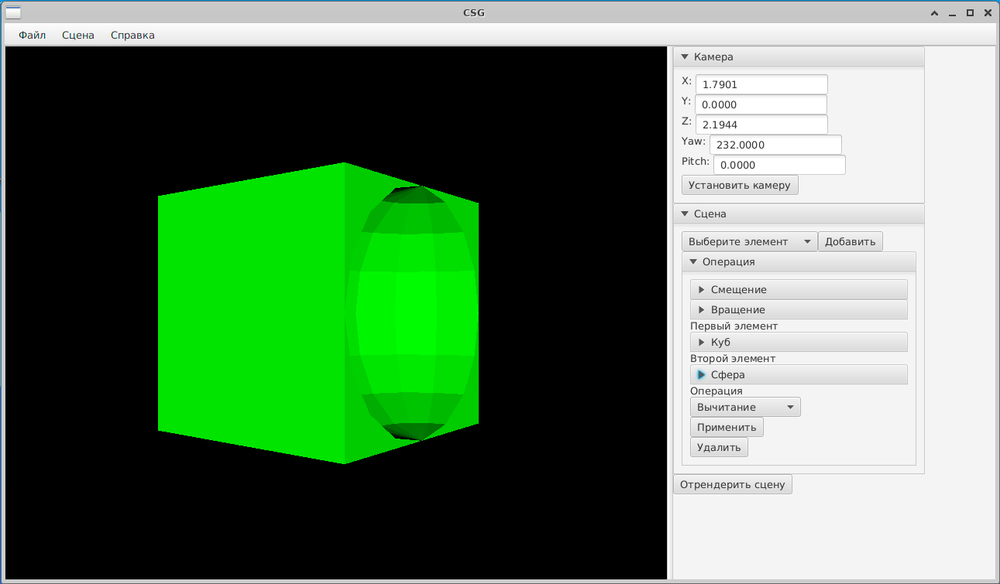 CSG
Файл Сцена Справка
Камера
X: 1.7901
Y: 0.0000
Z: 2.1944
Yaw: 232.0000
Pitch: 0.0000
Установить камеру
Сцена
Выберите элемент Добавить
Операция
Смещение
Вращение
Первый элемент
Куб
Второй элемент
Сфера
Операция
Вычитание
Применить
Удалить
Отрендерить сцену